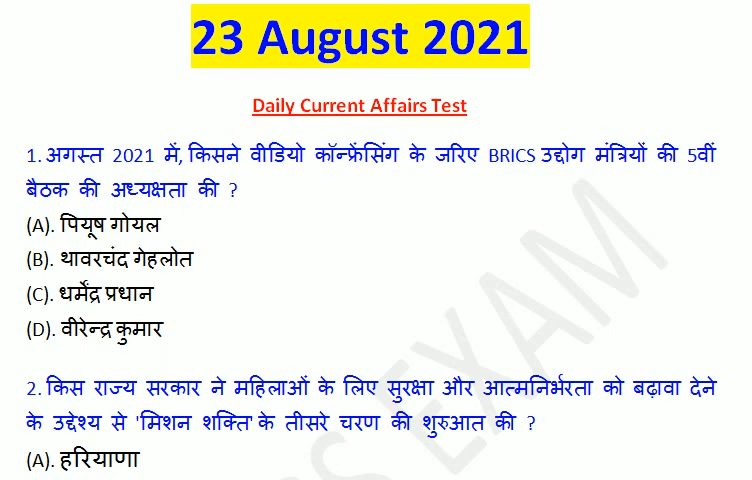 23 August 2021
Daily Current Affairs Test
1. अगस्त 2021 में, किसने वीडियो कॉन्फ्रेंसिंग के जरिए BRICS उद्योग मंत्रियों की 5वीं
बैठक की अध्यक्षता की ?
(A). पियूष गोयल
(B). थावरचंद गेहलोत
(C). धर्मेंद्र प्रधान
(D). वीरेन्द्र कुमार
2. किस राज्य सरकार ने महिलाओं के लिए सुरक्षा और आत्मनिर्भरता को बढ़ावा देने
के उद्देश्य से 'मिशन शक्ति' के तीसरे चरण की शुरुआत की ?
(A). हरियाणा
EXAM